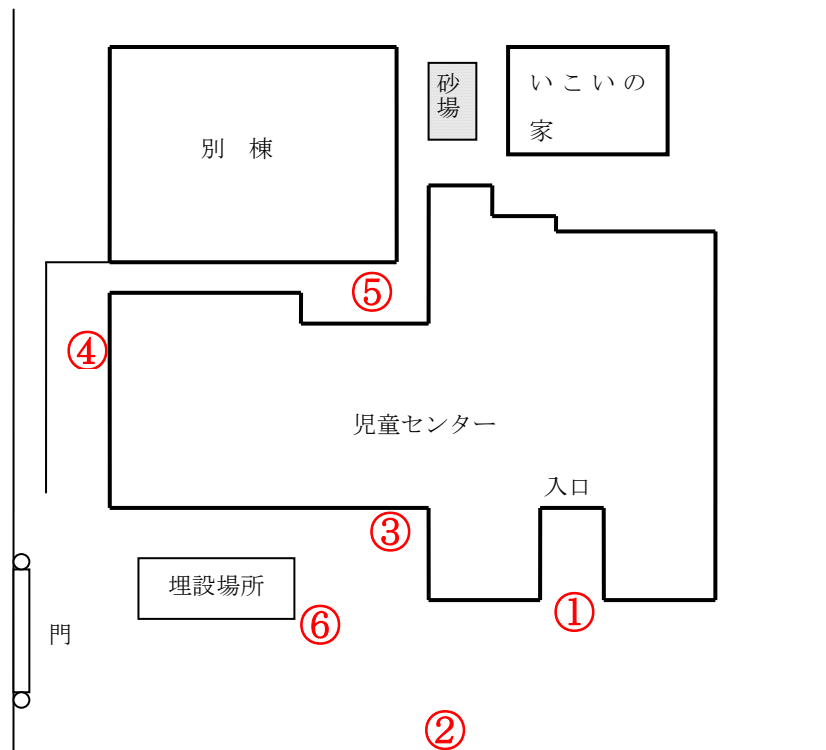 砂場
いこいの
家
別 棟
⑤
④
児童センター
入口
③
埋設場所
⑥
①
門
②